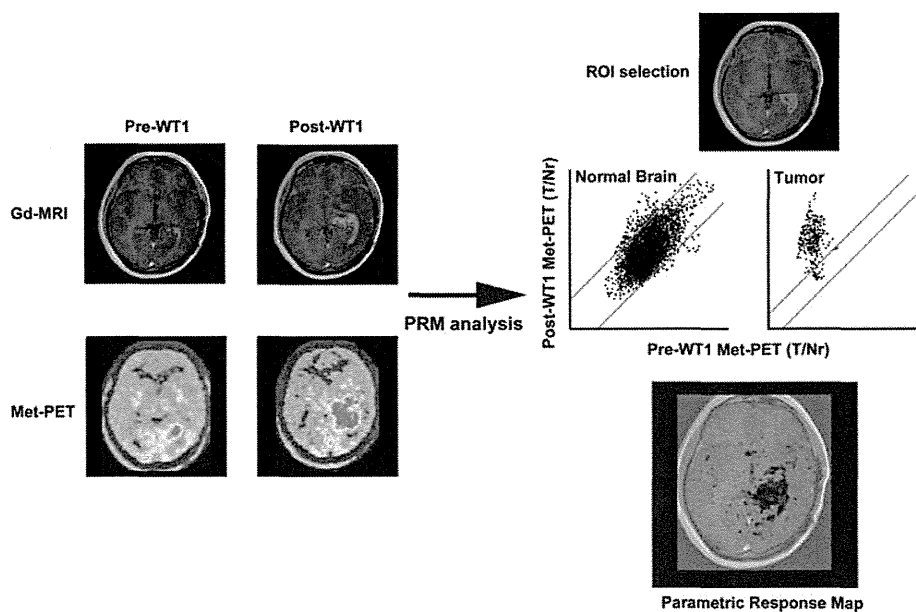 Pre-WT1
Post-WT1
Gd-MRI
Met-PET
PRM analysis
ROI selection
Normal Brain
Tumor
Post-WT1 Met-PET (T/Nr)
Pre-WT1 Met-PET (T/Nr)
Parametric Response Map